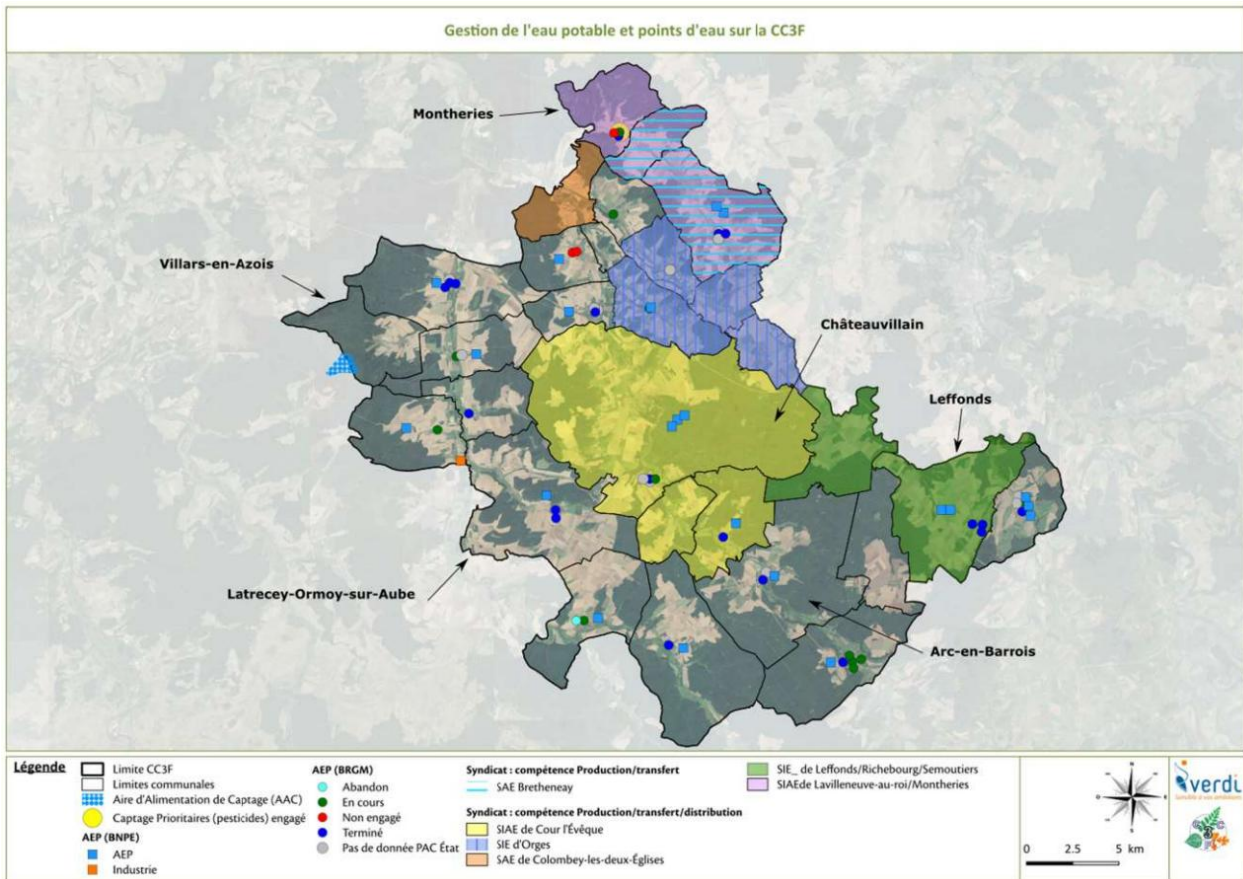 Gestion de l'eau potable et points d'eau sur la CC3F
Montheries
Villars-en-Azois
Châteauvillain
Leffonds
Latrecey-Ormoy-sur-Aube
Arc-en-Barrois
Légende
Limite CC3F
Limites communales
Aire d'Alimentation de Captage (AAC)
Captage Prioritaires (pesticides) engagé
AEP (BNPE)
AEP
Industrie
AEP (BRGM)
Abandon
En cours
Non engagé
Terminé
Pas de donnée PAC État
Syndicat : compétence Production/transfert
SAE Bretheneay
Syndicat : compétence Production/transfert/distribution
SIAE de Cour l'Évêque
SIE d'Orges
SAE de Colombey-les-deux-Églises
SIE_ de Leffonds/Richebourg/Semoutiers
SIAEde Lavilleneuve-au-roi/Montheries
0 2.5 5 km
verdi